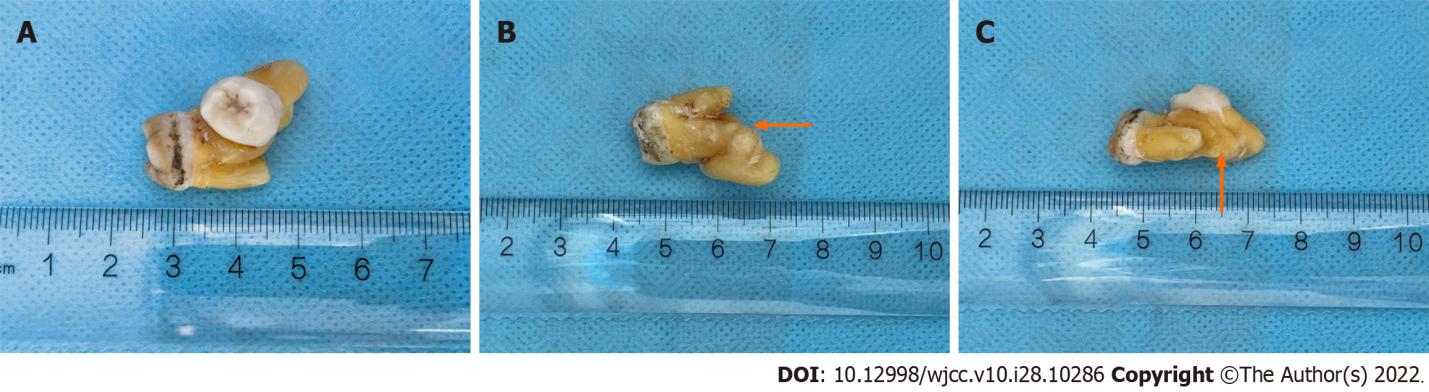 A
B
C
cm 1 2 3 4 5 6 7
2 3 4 5 6 7 8 9 10
2 3 4 5 6 7 8 9 10
DOI: 10.12998/wjcc.v10.i28.10286 Copyright ©The Author(s) 2022.